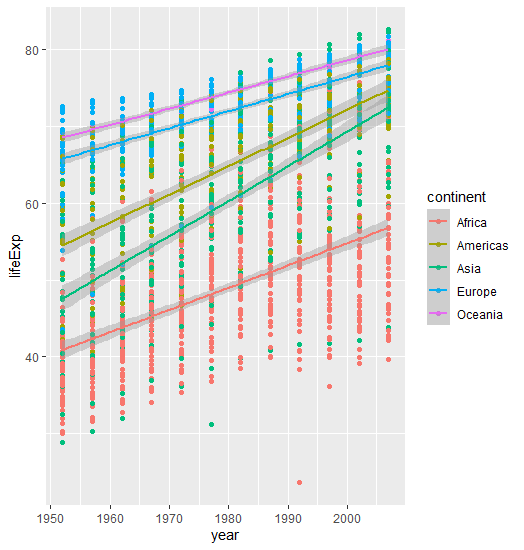 80
60
40
lifeExp
1950
1960
1970
1980
1990
2000
year
continent
Africa
Americas
Asia
Europe
Oceania